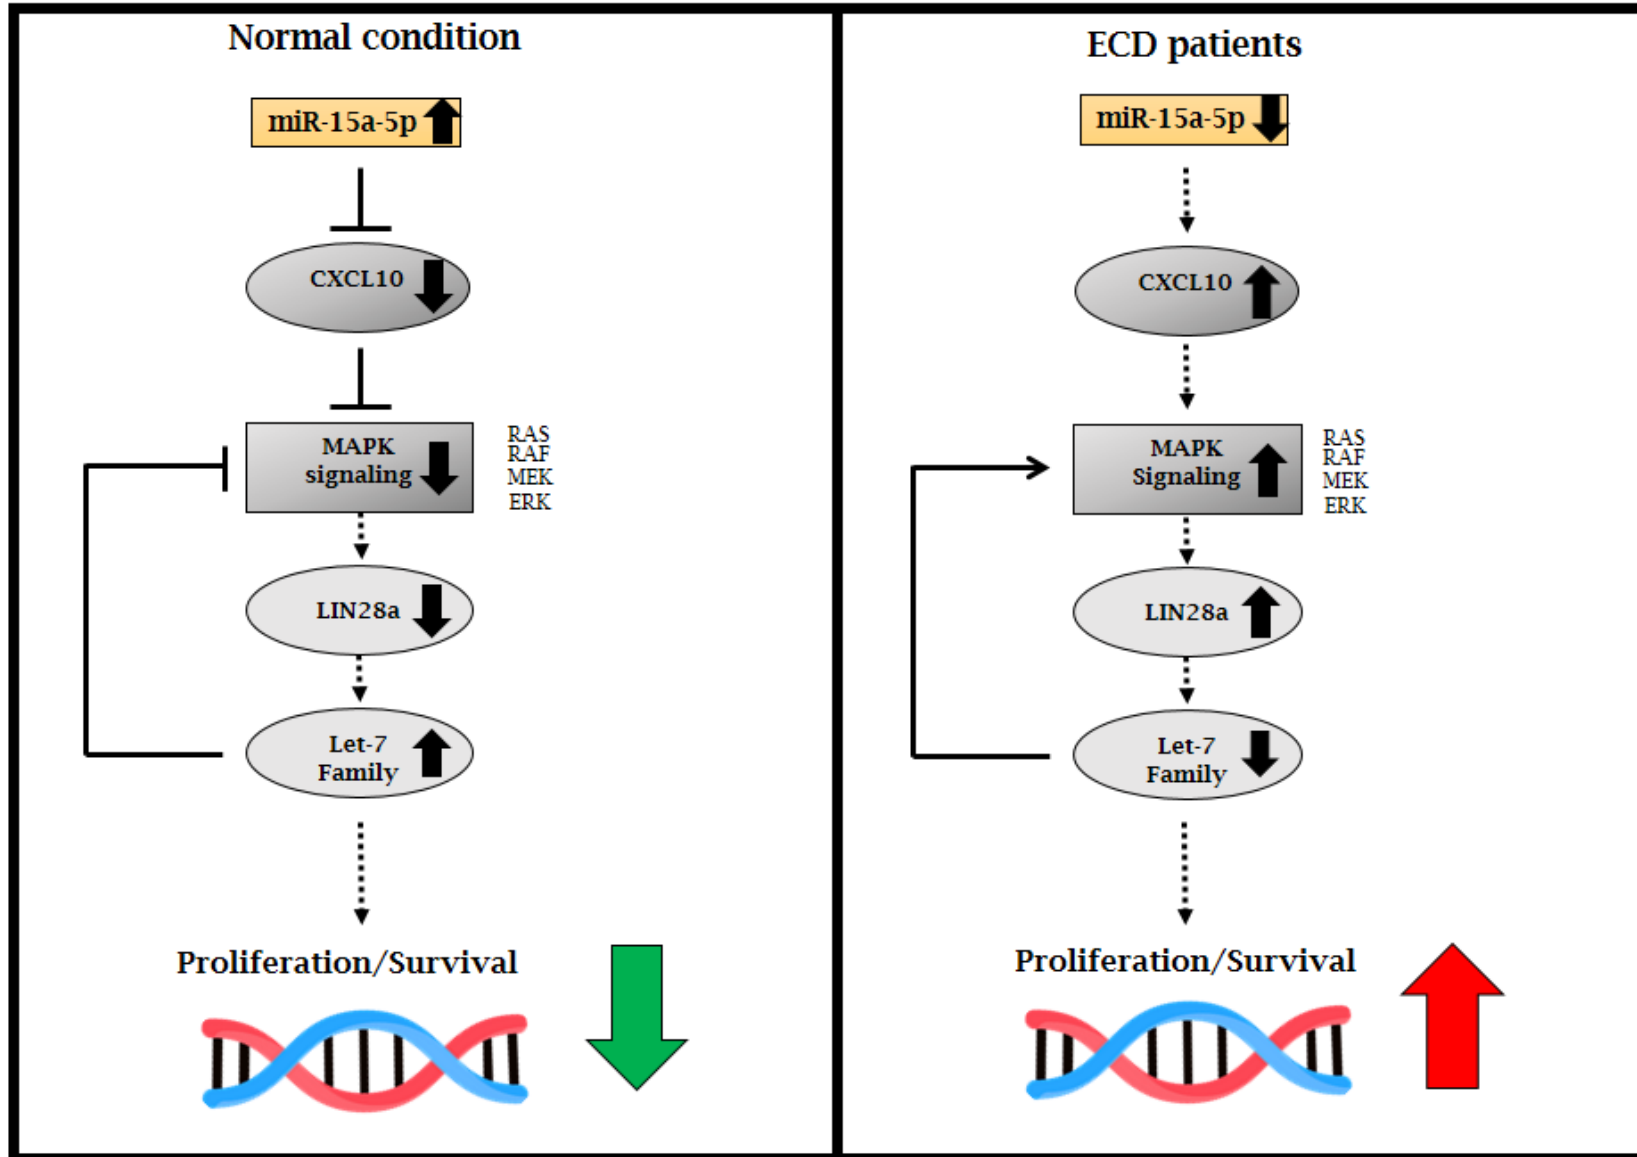 Normal condition
miR-15a-5p
CXCL10
MAPK
signaling
RAS
RAF
MEK
ERK
LIN28a
Let-7
Family
Proliferation/Survival
ECD patients
miR-15a-5p
CXCL10
MAPK
Signaling
RAS
RAF
MEK
ERK
LIN28a
Let-7
Family
Proliferation/Survival